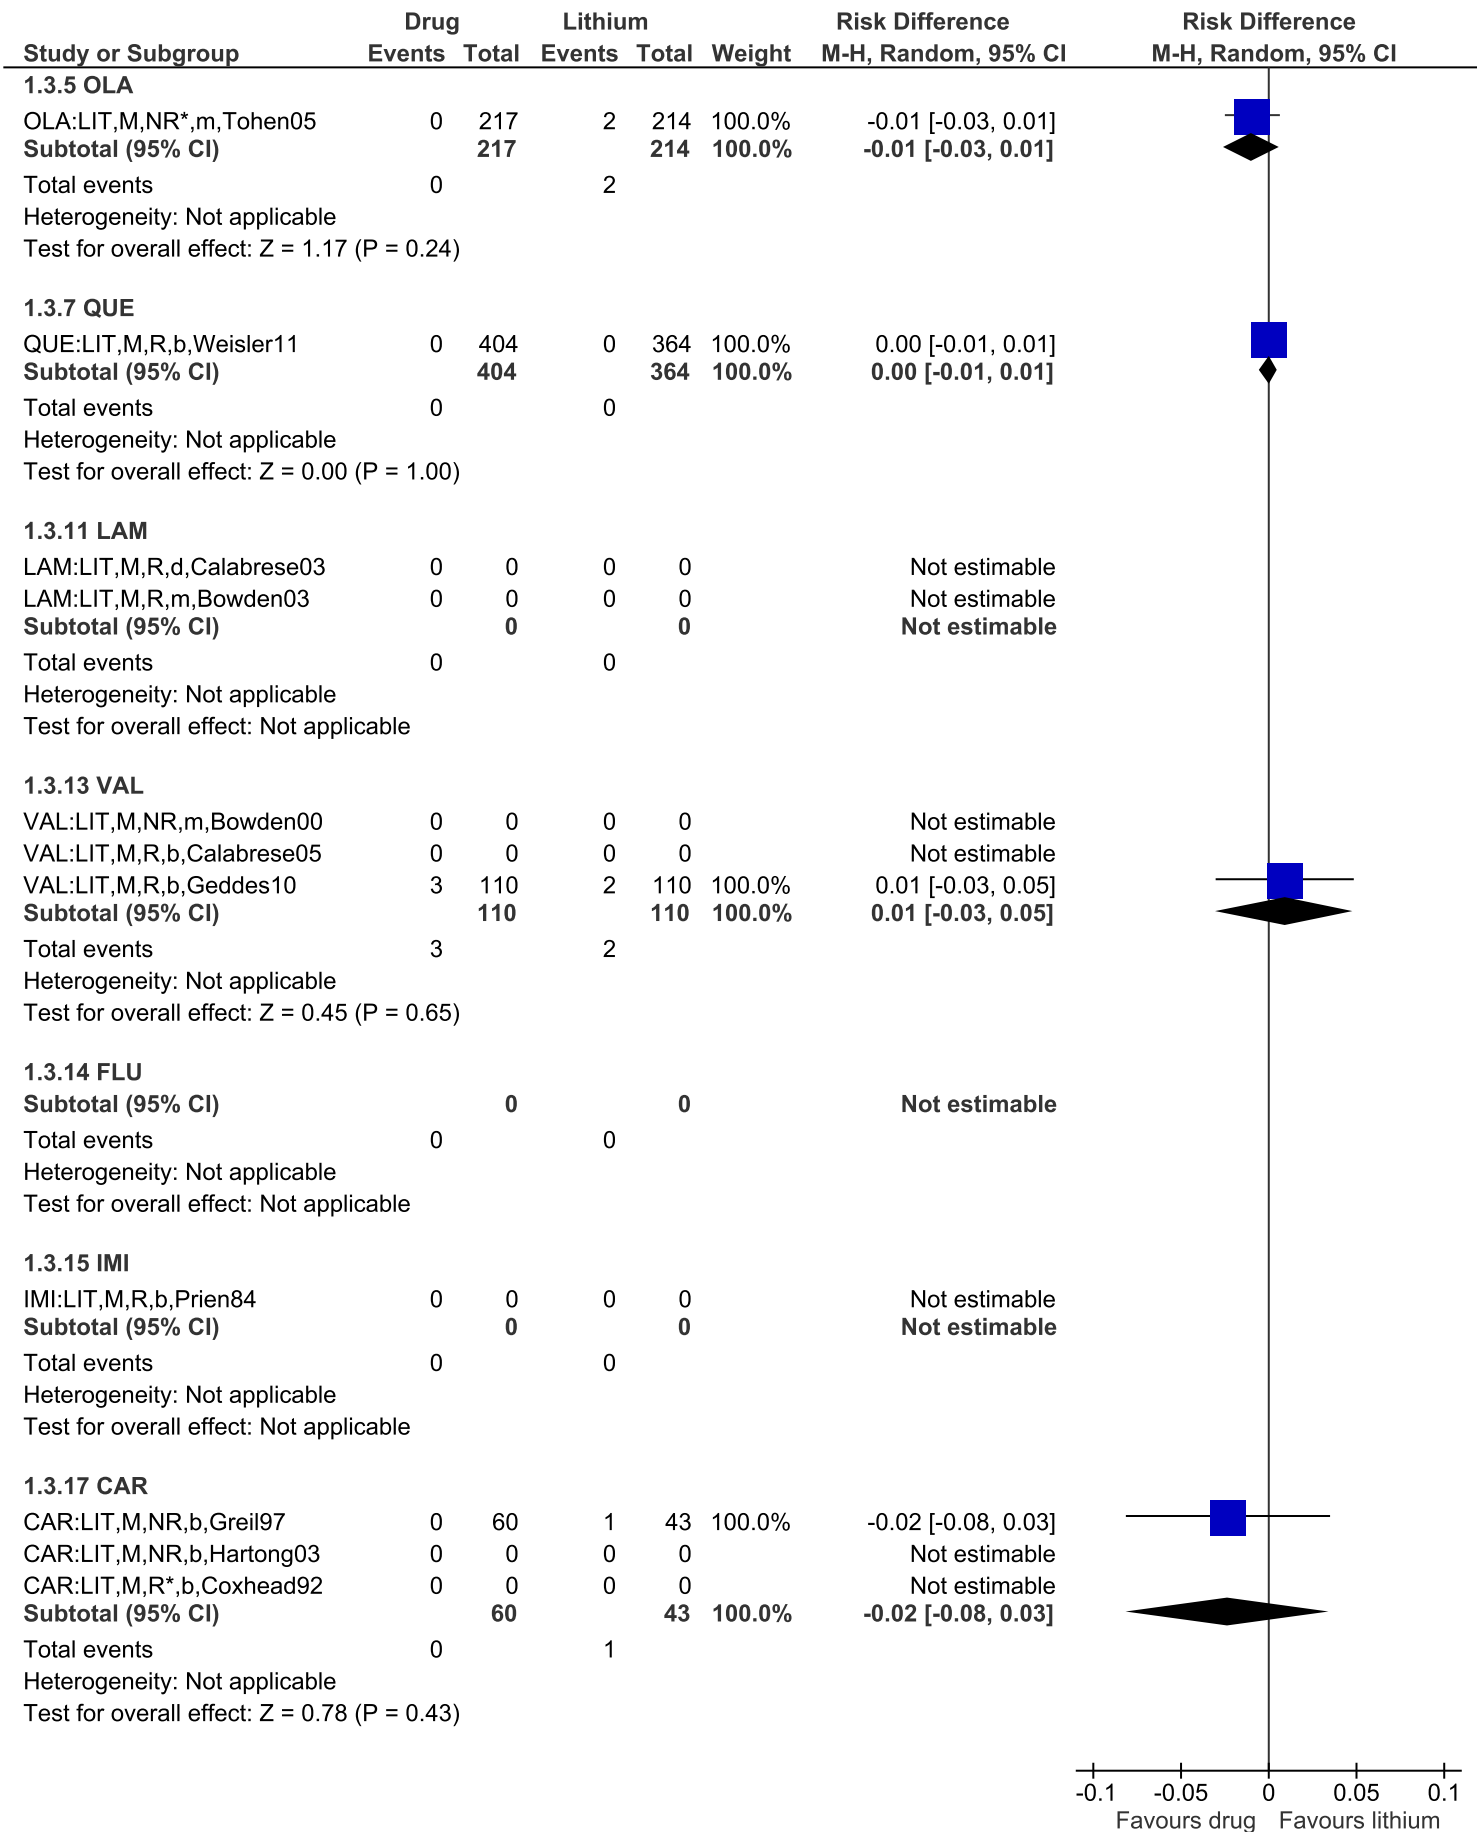 Drug Lithium Risk Difference Risk Difference
Study or Subgroup Events Total Events Total Weight M-H, Random, 95% CI M-H, Random, 95% CI
1.3.5 OLA
OLA:LIT,M,NR*,m,Tohen05 0 217 2 214 100.0% -0.01 [-0.03, 0.01]
Subtotal (95% CI) 217 214 100.0% -0.01 [-0.03, 0.01]
Total events 0 2
Heterogeneity: Not applicable
Test for overall effect: Z = 1.17 (P = 0.24)
1.3.7 QUE
QUE:LIT,M,R,b,Weisler11 0 404 0 364 100.0% 0.00 [-0.01, 0.01]
Subtotal (95% CI) 404 364 100.0% 0.00 [-0.01, 0.01]
Total events 0 0
Heterogeneity: Not applicable
Test for overall effect: Z = 0.00 (P = 1.00)
1.3.11 LAM
LAM:LIT,M,R,d,Calabrese03 0 0 0 0 Not estimable
LAM:LIT,M,R,m,Bowden03 0 0 0 0 Not estimable
Subtotal (95% CI) 0 0 Not estimable
Total events 0 0
Heterogeneity: Not applicable
Test for overall effect: Not applicable
1.3.13 VAL
VAL:LIT,M,NR,m,Bowden00 0 0 0 0 Not estimable
VAL:LIT,M,R,b,Calabrese05 0 0 0 0 Not estimable
VAL:LIT,M,R,b,Geddes10 3 110 2 110 100.0% 0.01 [-0.03, 0.05]
Subtotal (95% CI) 110 110 100.0% 0.01 [-0.03, 0.05]
Total events 3 2
Heterogeneity: Not applicable
Test for overall effect: Z = 0.45 (P = 0.65)
1.3.14 FLU
Subtotal (95% CI) 0 0 Not estimable
Total events 0 0
Heterogeneity: Not applicable
Test for overall effect: Not applicable
1.3.15 IMI
IMI:LIT,M,R,b,Prien84 0 0 0 0 Not estimable
Subtotal (95% CI) 0 0 Not estimable
Total events 0 0
Heterogeneity: Not applicable
Test for overall effect: Not applicable
1.3.17 CAR
CAR:LIT,M,NR,b,Greil97 0 60 1 43 100.0% -0.02 [-0.08, 0.03]
CAR:LIT,M,NR,b,Hartong03 0 0 0 0 Not estimable
CAR:LIT,M,R*,b,Coxhead92 0 0 0 0 Not estimable
Subtotal (95% CI) 60 43 100.0% -0.02 [-0.08, 0.03]
Total events 0 1
Heterogeneity: Not applicable
Test for overall effect: Z = 0.78 (P = 0.43)
-0.1 -0.05 0 0.05 0.1
Favours drug Favours lithium